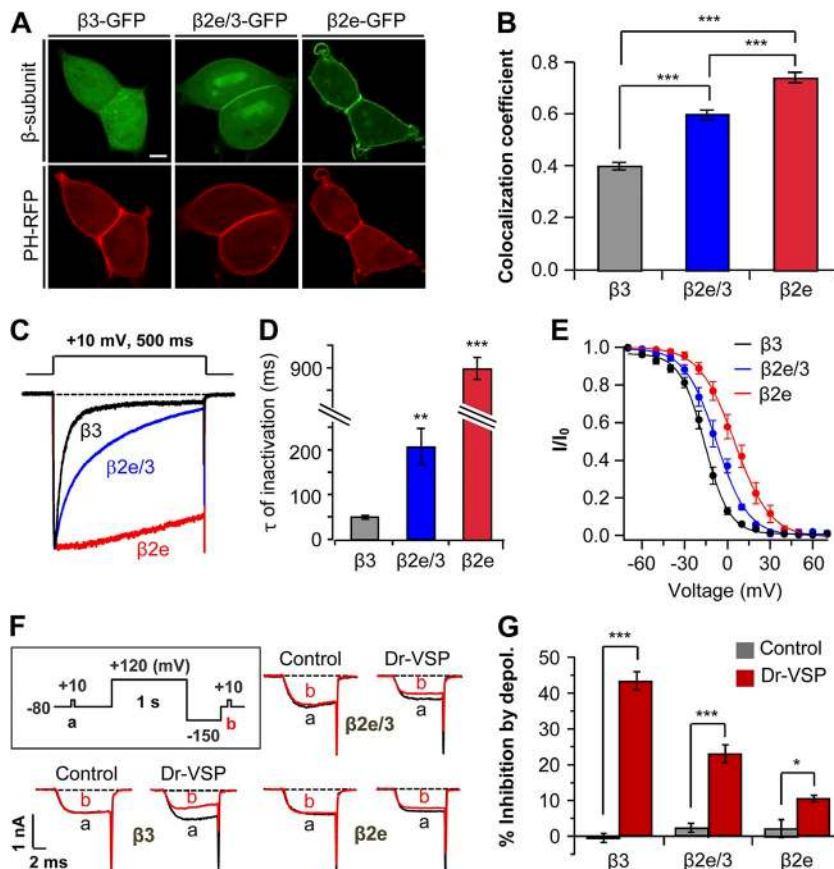 A
β3-GFP β2e/3-GFP β2e-GFP
β-subunit
PH-RFP
B
Colocalization coefficient
0.8
0.6
0.4
0.2
0.0
***
***
***
β3 β2e/3 β2e
C
+10 mV, 500 ms
β3
β2e/3
β2e
D
τ of inactivation (ms)
900
200
100
50
0
**
***
β3 β2e/3 β2e
E
I/I0
1.0
0.8
0.6
0.4
0.2
0.0
β3
β2e/3
β2e
-60 -30 0 30 60
Voltage (mV)
F
+120 (mV)
+10 +10
-80 1 s
-150
a b
Control Dr-VSP
b b
a a
β2e/3
Control Dr-VSP
b b
a a
β3
1 nA
2 ms
b b
a a
β2e
G
% Inhibition by depol.
50
40
30
20
10
0
Control
Dr-VSP
***
***
*
β3 β2e/3 β2e